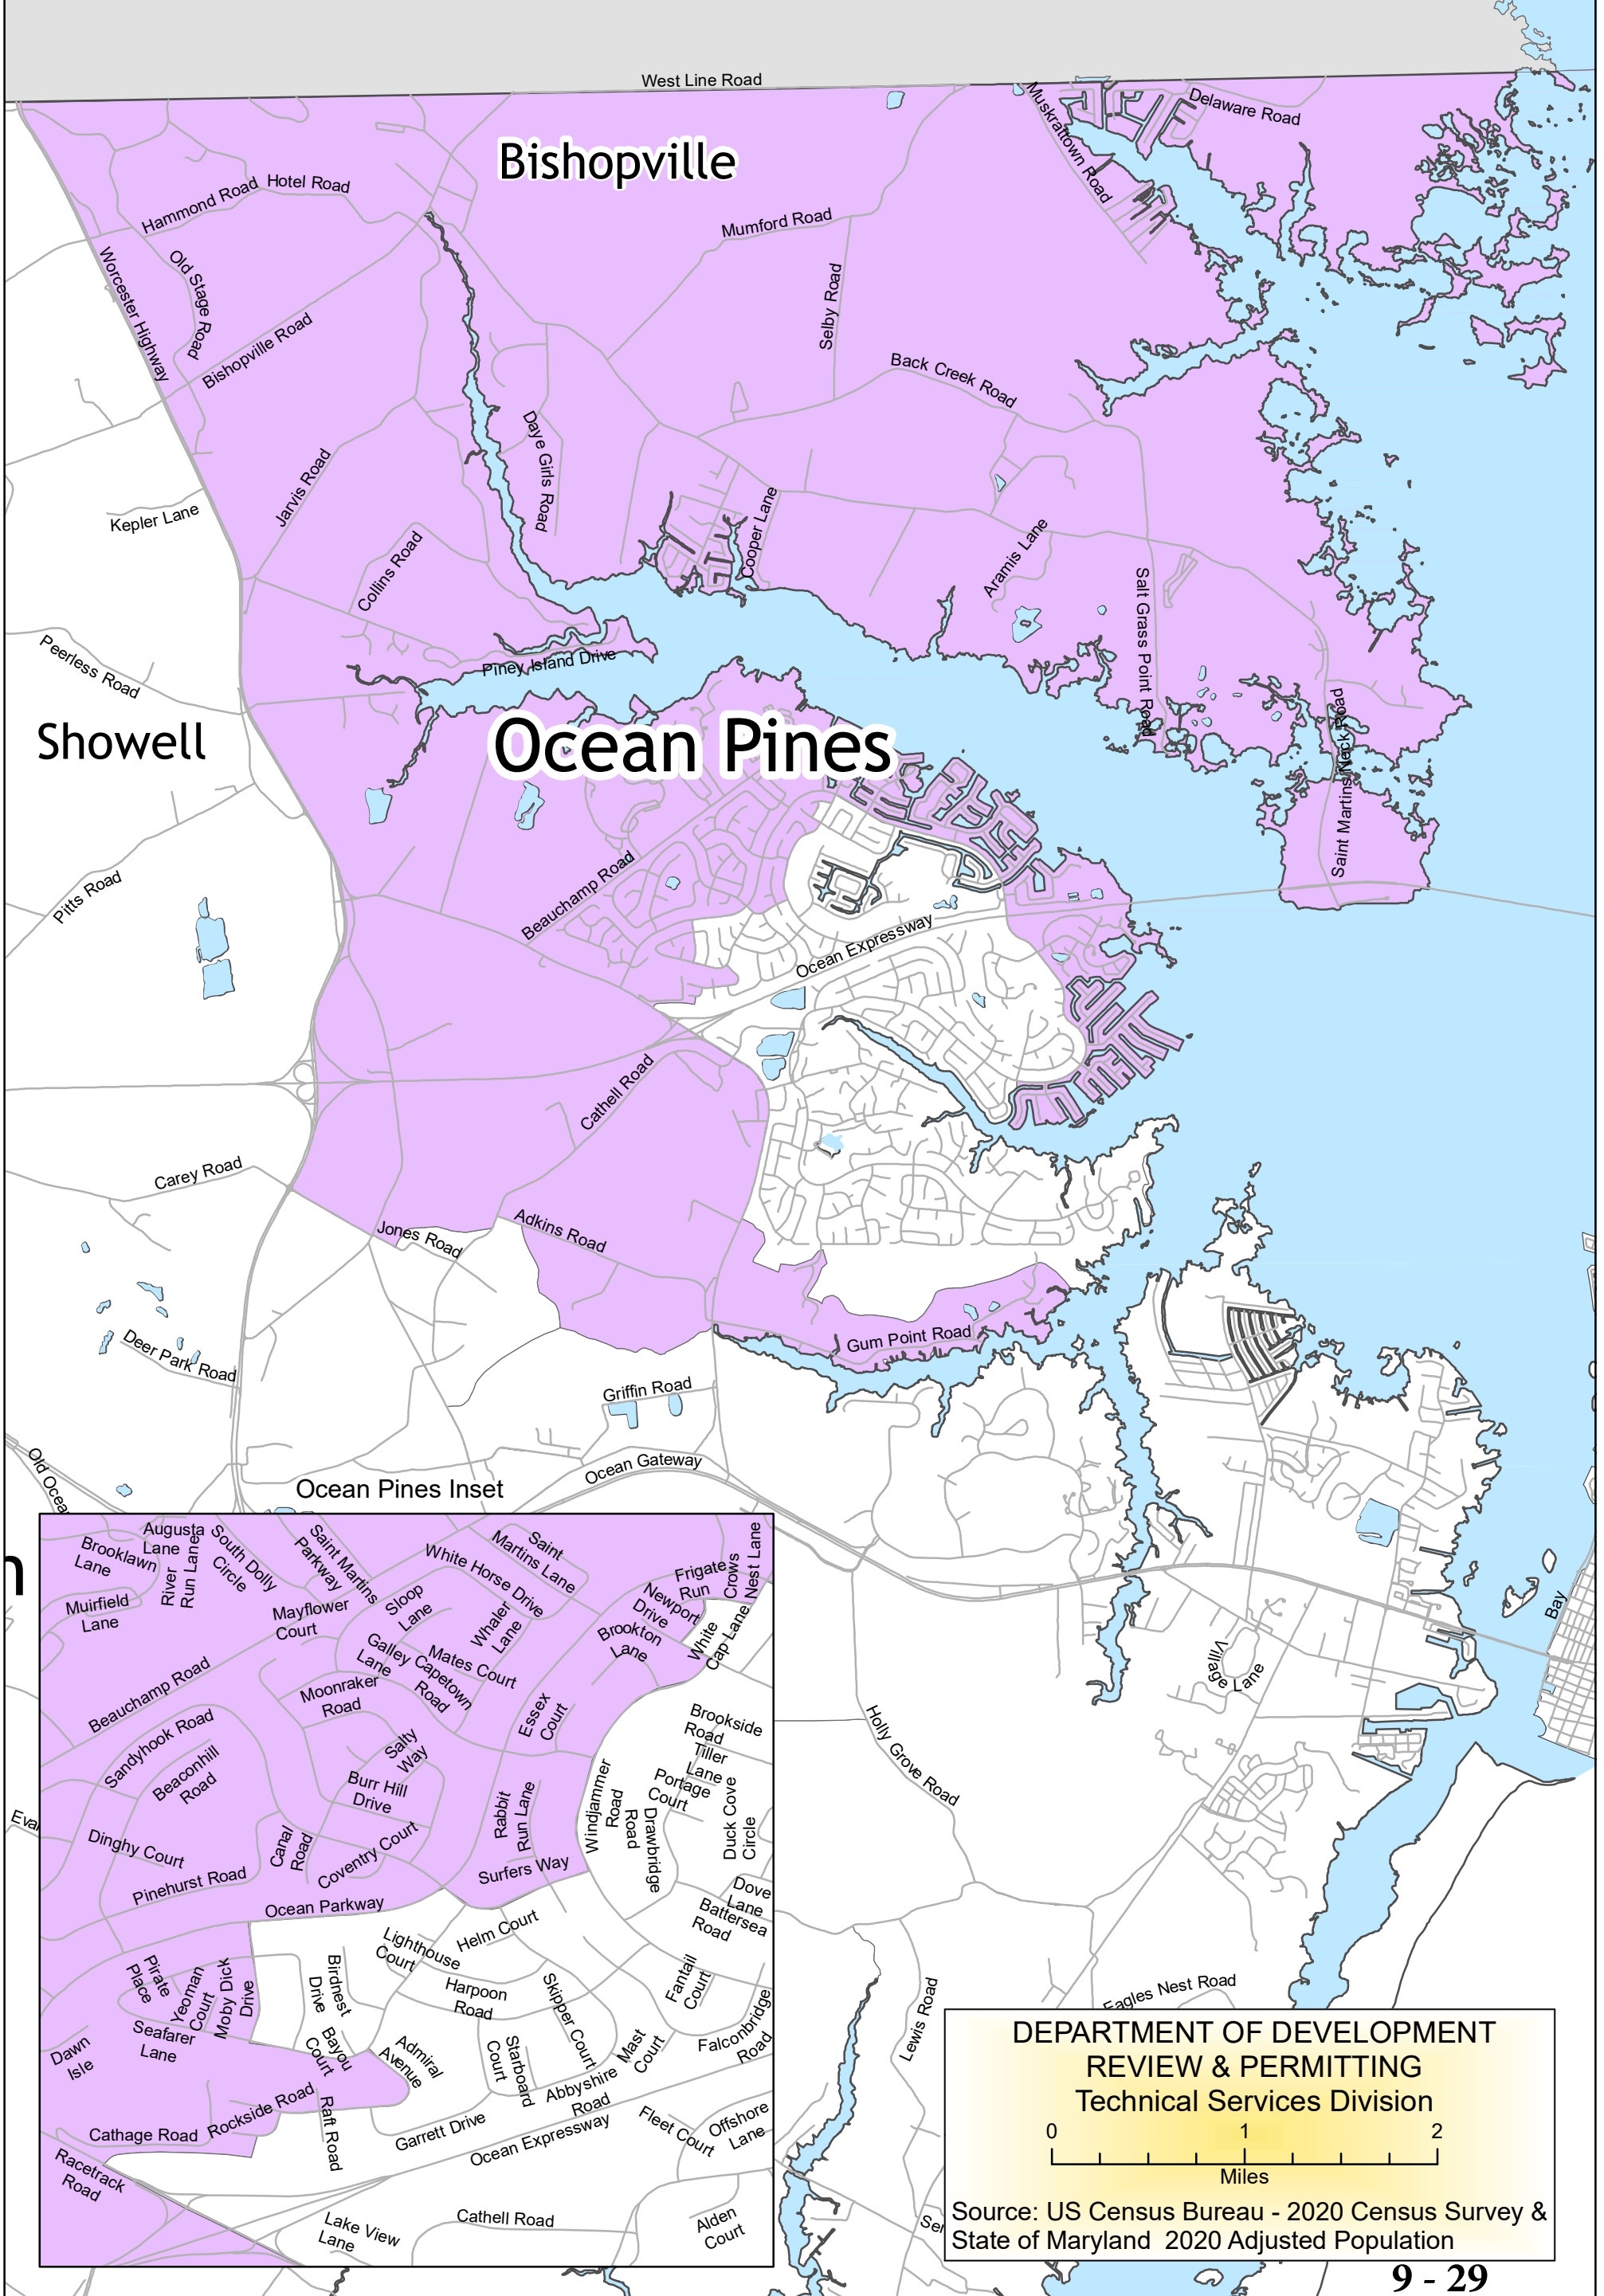 West Line Road
Bishopville
Muskrattown Road
Delaware Road
Hammond Road
Hotel Road
Mumford Road
Old Stage Road
Worcester Highway
Bishopville Road
Selby Road
Back Creek Road
Daye Girls Road
Jarvis Road
Kepler Lane
Collins Road
Cooper Lane
Aramis Lane
Salt Grass Point Road
Peerless Road
Piney Island Drive
Showell
Ocean Pines
Saint Martins Neck Road
Pitts Road
Beauchamp Road
Ocean Expressway
Cathell Road
Carey Road
Jones Road
Adkins Road
Gum Point Road
Deer Park Road
Griffin Road
Ocean Gateway
Old Ocea
Ocean Pines Inset
n
Bay
Village Lane
Holly Grove Road
Eva
Lewis Road
Eagles Nest Road
Ser
Augusta
Lane
Brooklawn
Lane
River
Run Lane
South Dolly
Circle
Saint Martins
Parkway
White Horse Drive
Saint
Martins Lane
Frigate
Run
Crows
Nest Lane
Muirfield
Lane
Mayflower
Court
Sloop
Lane
Whaler
Lane
Newport
Drive
Brookton
Lane
White
Cap Lane
Galley
Lane
Mates Court
Capetown
Road
Beauchamp Road
Moonraker
Road
Essex
Court
Brookside
Road
Sandyhook Road
Beaconhill
Road
Salty
Way
Tiller
Lane
Portage
Court
Burr Hill
Drive
Rabbit
Run Lane
Windjammer
Road
Drawbridge
Road
Duck Cove
Circle
Dinghy Court
Canal
Road
Coventry Court
Surfers Way
Pinehurst Road
Ocean Parkway
Dove
Lane
Battersea
Road
Lighthouse
Court
Helm Court
Pirate
Place
Yeoman
Court
Moby Dick
Drive
Birdnest
Drive
Harpoon
Road
Skipper Court
Fantail
Court
Seafarer
Lane
Dawn
Isle
Bayou
Court
Admiral
Avenue
Starboard
Court
Mast
Court
Falconbridge
Road
Abbyshire
Road
Rockside Road
Raft Road
Cathage Road
Garrett Drive
Ocean Expressway
Fleet Court
Offshore
Lane
Racetrack
Road
Lake View
Lane
Cathell Road
Alden
Court
DEPARTMENT OF DEVELOPMENT
REVIEW & PERMITTING
Technical Services Division
0 1 2
Miles
Source: US Census Bureau - 2020 Census Survey &
State of Maryland 2020 Adjusted Population
9 - 29